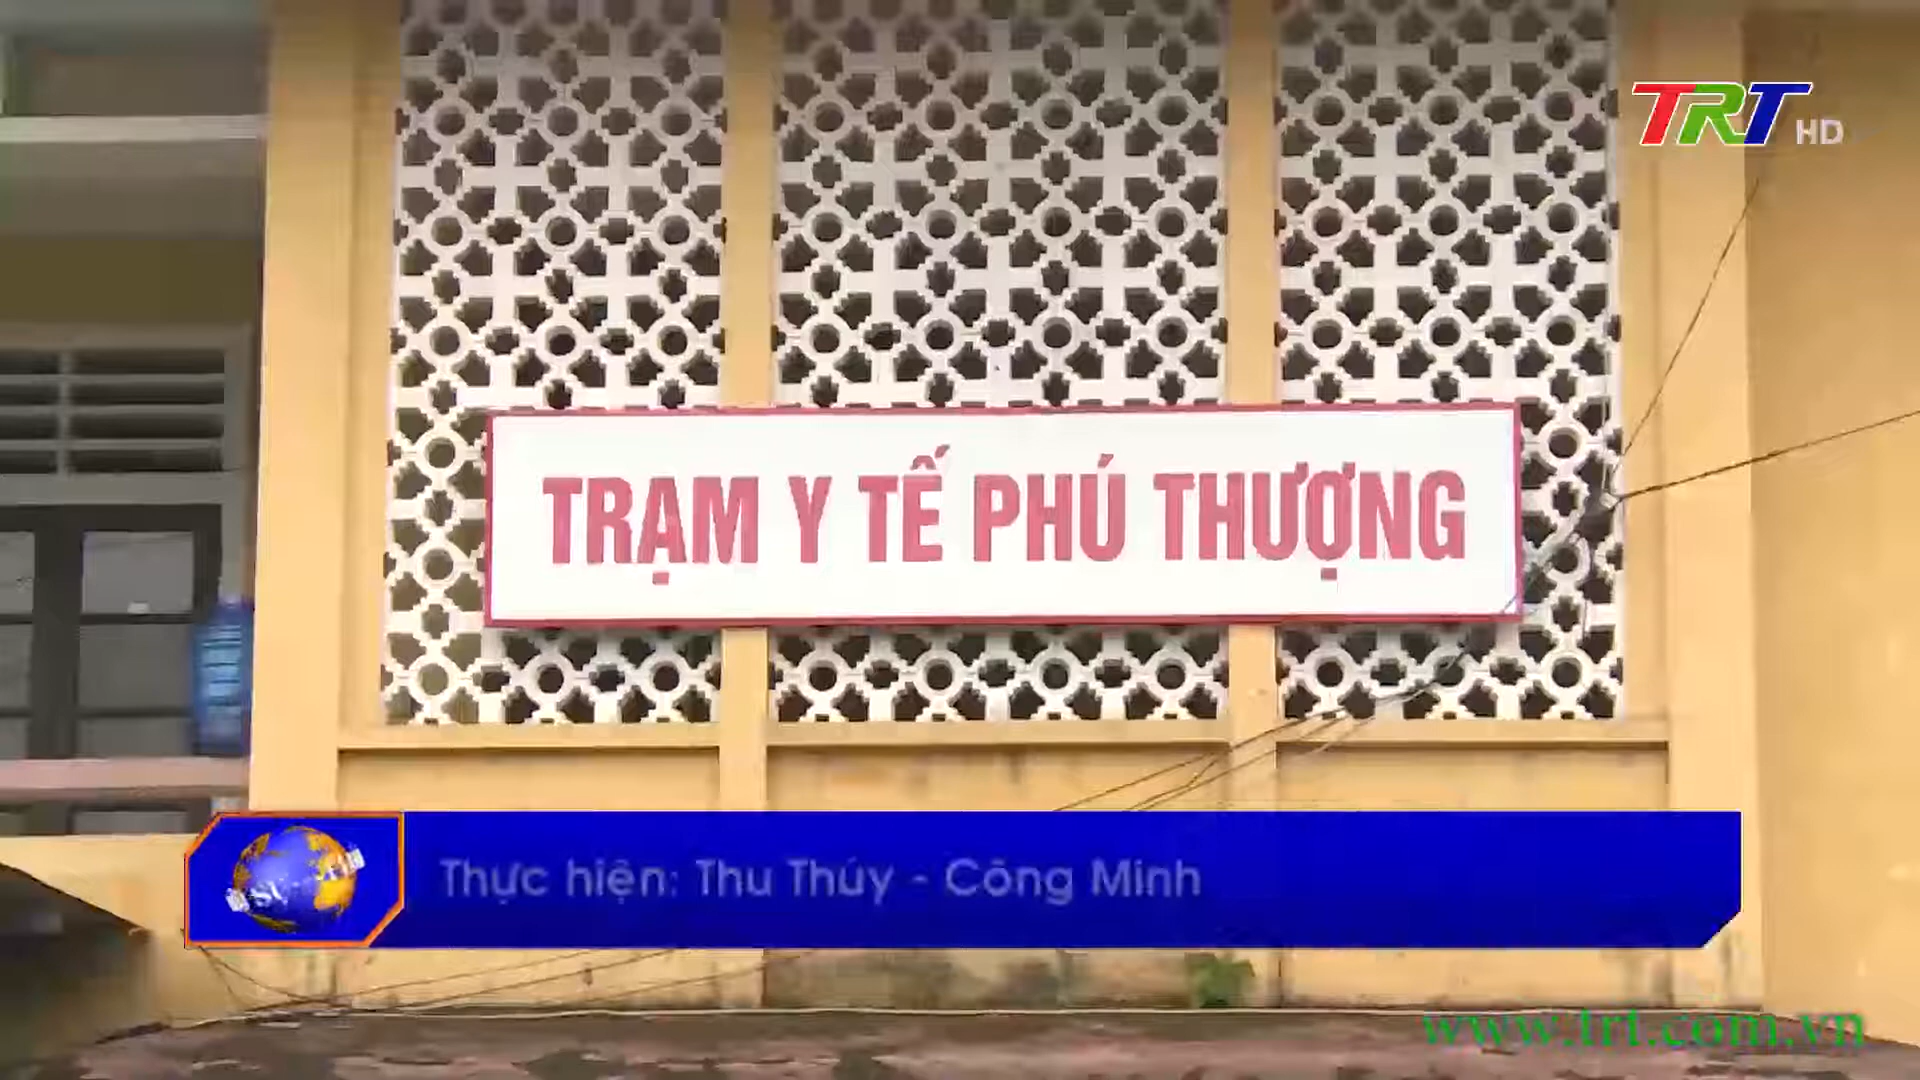 TRT HD
TRẠM Y TẾ PHÚ THƯỢNG
Thực hiện: Thu Thúy - Công Minh
www.trt.com.vn